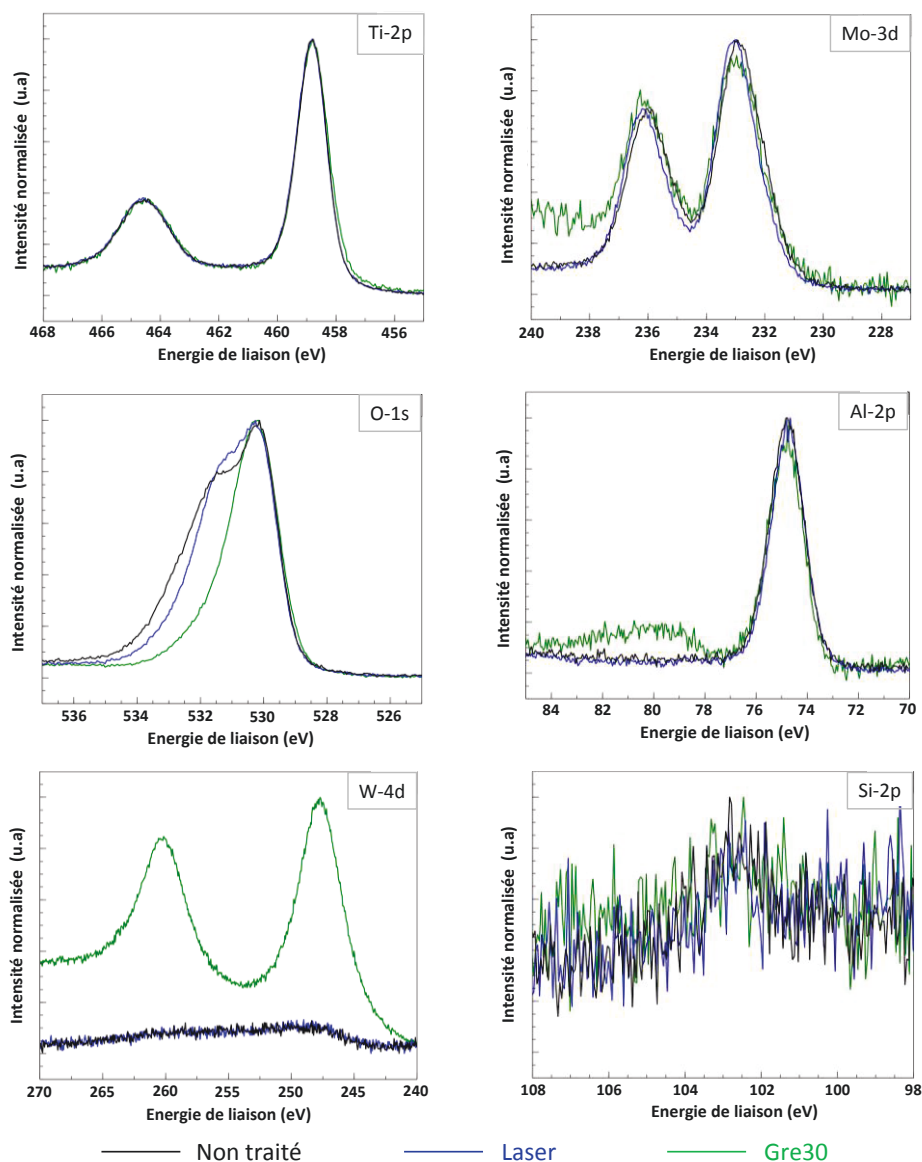 Ti-2p
Intensité normalisée (u.a)
468 466 464 462 460 458 456
Energie de liaison (eV)
Mo-3d
Intensité normalisée (u.a)
240 238 236 234 232 230 228
Energie de liaison (eV)
O-1s
Intensité normalisée (u.a)
536 534 532 530 528 526
Energie de liaison (eV)
Al-2p
Intensité normalisée (u.a)
84 82 80 78 76 74 72 70
Energie de liaison (eV)
W-4d
Intensité normalisée (u.a)
270 265 260 255 250 245 240
Energie de liaison (eV)
Si-2p
Intensité normalisée (u.a)
108 106 104 102 100 98
Energie de liaison (eV)
Non traité
Laser
Gre30